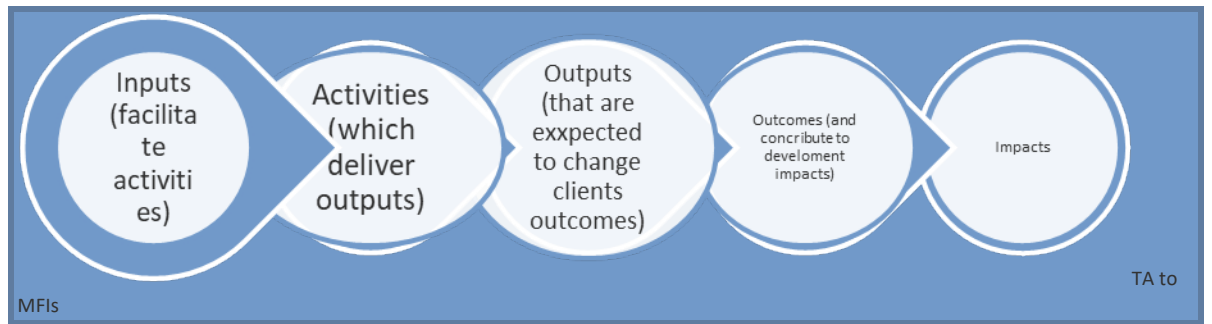 Inputs
(facilita
te
activiti
es)
Activities
(which
deliver
outputs)
Outputs
(that are
exxpected
to change
clients
outcomes)
Outcomes (and
concribute to
develoment
impacts)
Impacts
TA to
MFIs